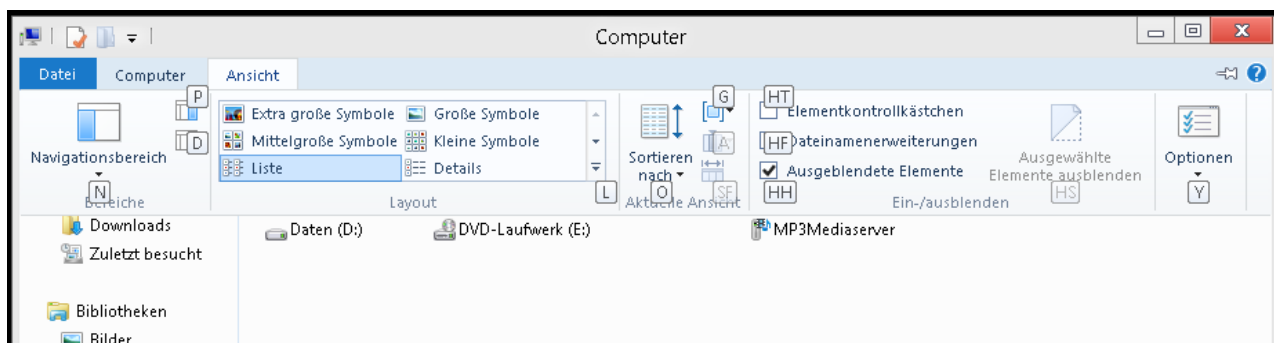 Computer
Datei Computer Ansicht
P G HT
Extra große Symbole Große Symbole Elementkontrollkästchen
D Mittelgroße Symbole Kleine Symbole A HF Dateinamenerweiterungen
Navigationsbereich Liste Details Sortieren nach Ausgeblendete Elemente Ausgewählte Elemente ausblenden Optionen
N L O SF HH HS Y
Bereiche Layout Aktuelle Ansicht Ein-/ausblenden
Downloads Daten (D:) DVD-Laufwerk (E:) MP3Mediaserver
Zuletzt besucht
Bibliotheken
Bilder